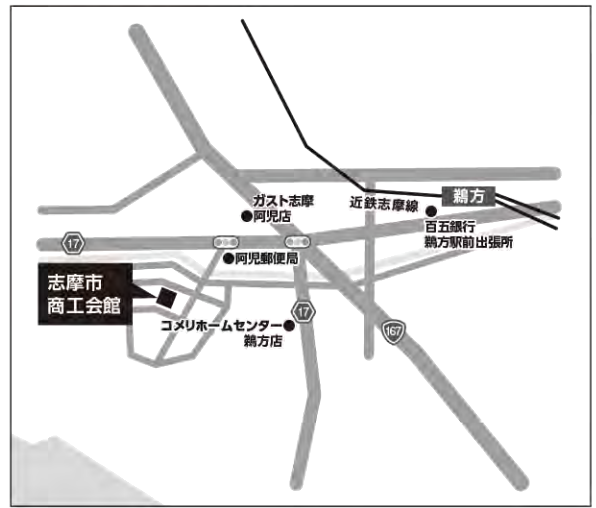 ガスト志摩
阿児店
近鉄志摩線
鵜方
百五銀行
鵜方駅前出張所
17
阿児郵便局
志摩市
商工会館
コメリホームセンター
鵜方店
17
167